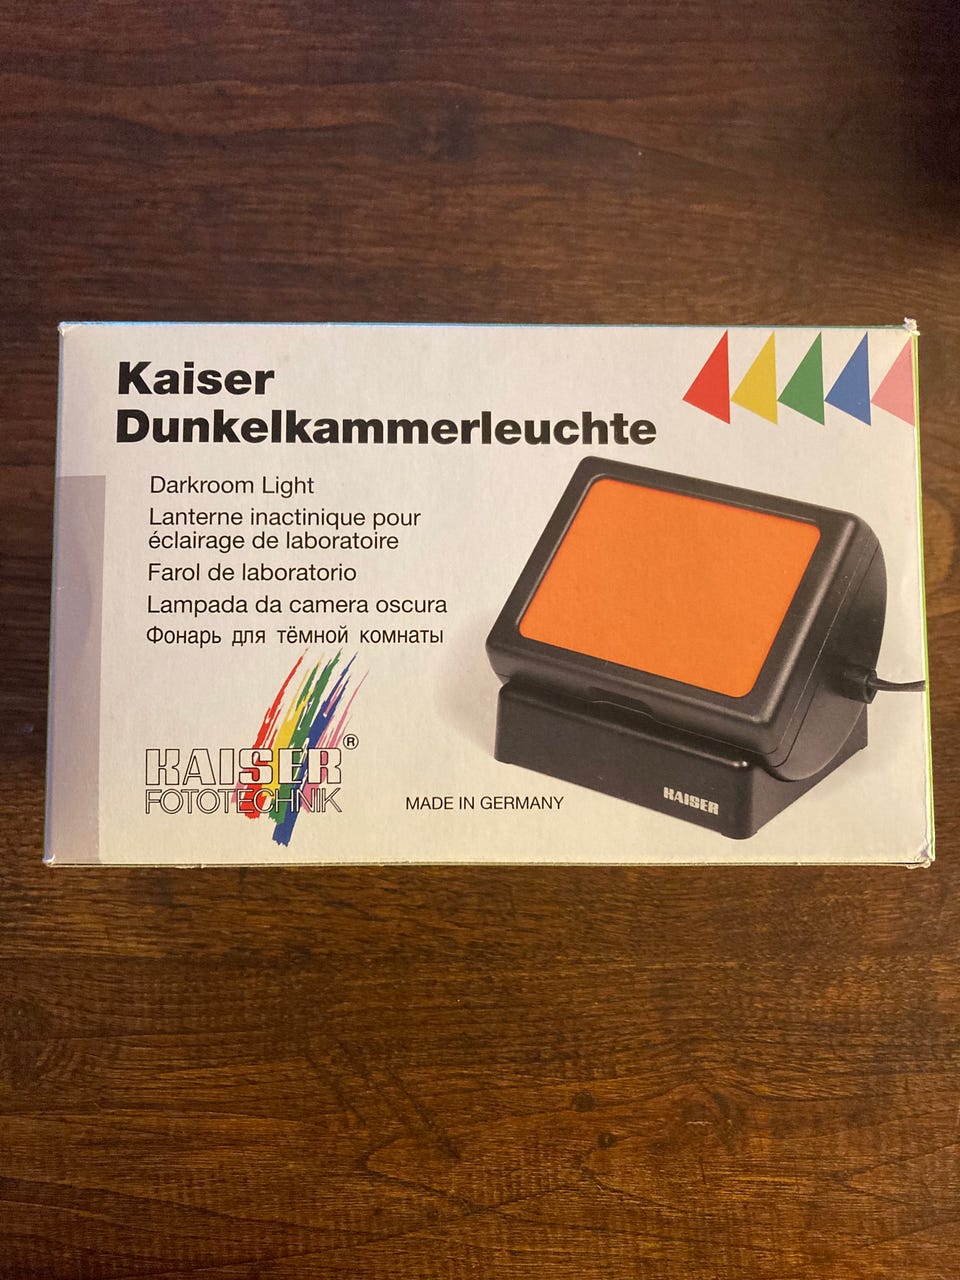 Kaiser
Dunkelkammerleuchte
Darkroom Light
Lanterne inactinique pour
éclairage de laboratoire
Farol de laboratorio
Lampada da camera oscura
Фонарь для тёмной комнаты
KAISER ®
FOTOTECHNIK
MADE IN GERMANY
KAISER